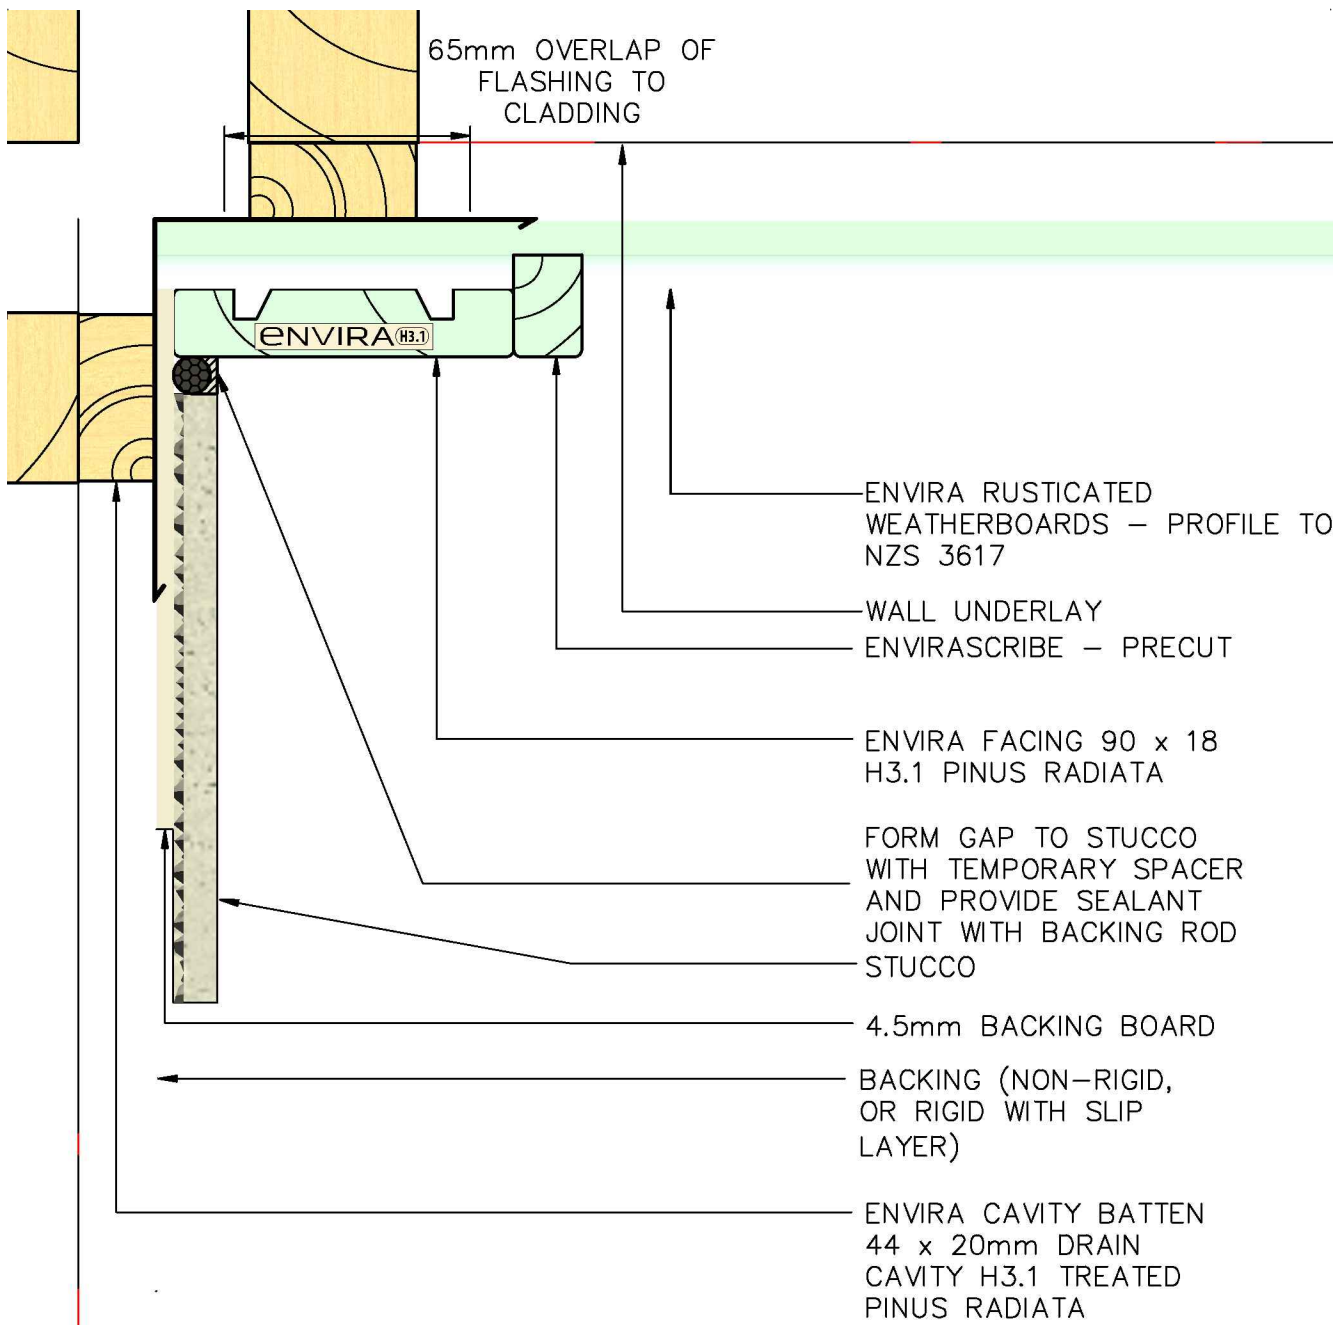 65mm OVERLAP OF
FLASHING TO
CLADDING
eNVIRA H3.1
ENVIRA RUSTICATED
WEATHERBOARDS – PROFILE TO
NZS 3617
WALL UNDERLAY
ENVIRASCRIBE – PRECUT
ENVIRA FACING 90 x 18
H3.1 PINUS RADIATA
FORM GAP TO STUCCO
WITH TEMPORARY SPACER
AND PROVIDE SEALANT
JOINT WITH BACKING ROD
STUCCO
4.5mm BACKING BOARD
BACKING (NON–RIGID,
OR RIGID WITH SLIP
LAYER)
ENVIRA CAVITY BATTEN
44 x 20mm DRAIN
CAVITY H3.1 TREATED
PINUS RADIATA